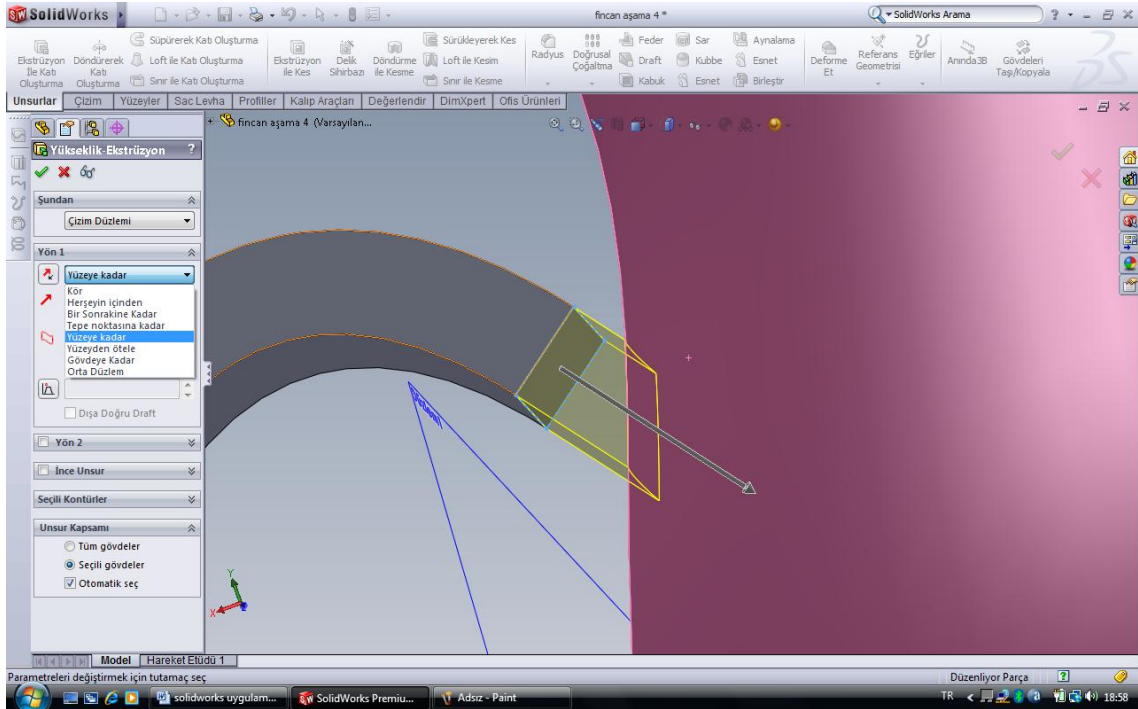 SolidWorks
fincan aşama 4 *
SolidWorks Arama
Ekstrüzyon İle Katı Oluşturma
Döndürerek Katı Oluşturma
Süpürerek Katı Oluşturma
Loft ile Katı Oluşturma
Sınır ile Katı Oluşturma
Ekstrüzyon ile Kes
Delik Sihirbazı
Döndürme ile Kesme
Sürükleyerek Kes
Loft ile Kesim
Sınır ile Kesme
Radyus
Doğrusal Çoğaltma
Feder
Draft
Kabuk
Sar
Kubbe
Esnet
Aynalama
Esnet
Birleştir
Deforme Et
Referans Geometrisi
Eğriler
Anında3B
Gövdeleri Taşı/Kopyala
Unsurlar
Çizim
Yüzeyler
Sac Levha
Profiller
Kalıp Araçları
Değerlendir
DimXpert
Ofis Ürünleri
fincan aşama 4 (Varsayılan...
Yükseklik-Ekstrüzyon ?
Şundan
Çizim Düzlemi
Yön 1
Yüzeye kadar
Kör
Herşeyin içinden
Bir Sonrakine Kadar
Tepe noktasına kadar
Yüzeye kadar
Yüzeyden ötele
Gövdeye Kadar
Orta Düzlem
Dışa Doğru Draft
Yön 2
İnce Unsur
Seçili Kontürler
Unsur Kapsamı
Tüm gövdeler
Seçili gövdeler
Otomatik seç
Y
X
Model
Hareket Etüdü 1
Parametreleri değiştirmek için tutamaç seç
Düzenliyor Parça
solidworks uygulam...
SolidWorks Premiu...
Adsız - Paint
TR
18:58